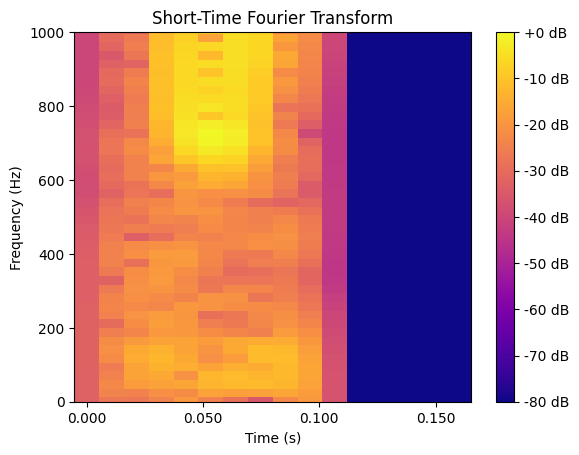 Short-Time Fourier Transform
Frequency (Hz)
1000
800
600
400
200
0
0.000
0.050
0.100
0.150
Time (s)
+0 dB
-10 dB
-20 dB
-30 dB
-40 dB
-50 dB
-60 dB
-70 dB
-80 dB